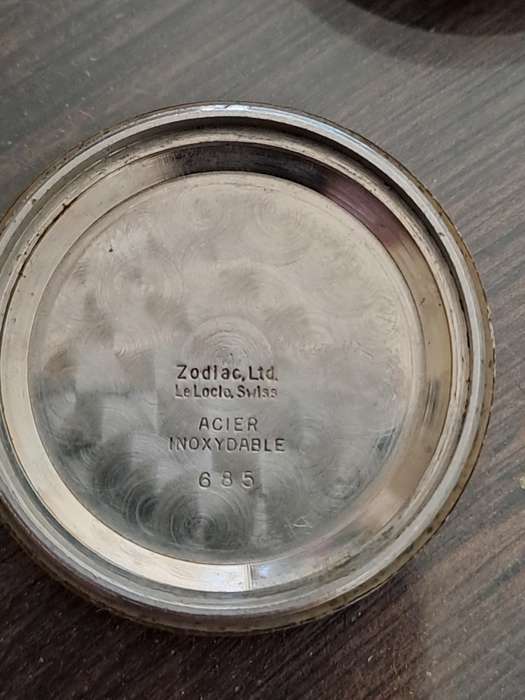 Zodiac, Ltd.
Le Locle, Swiss
ACIER
INOXYDABLE
685